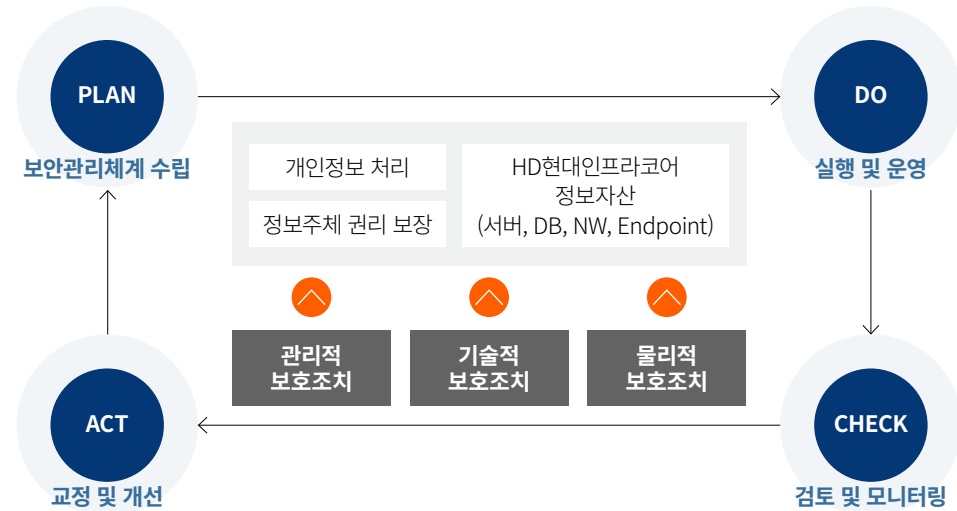 PLAN
보안관리체계 수립
DO
실행 및 운영
개인정보 처리
정보주체 권리 보장
HD현대인프라코어
정보자산
(서버, DB, NW, Endpoint)
관리적
보호조치
기술적
보호조치
물리적
보호조치
ACT
교정 및 개선
CHECK
검토 및 모니터링